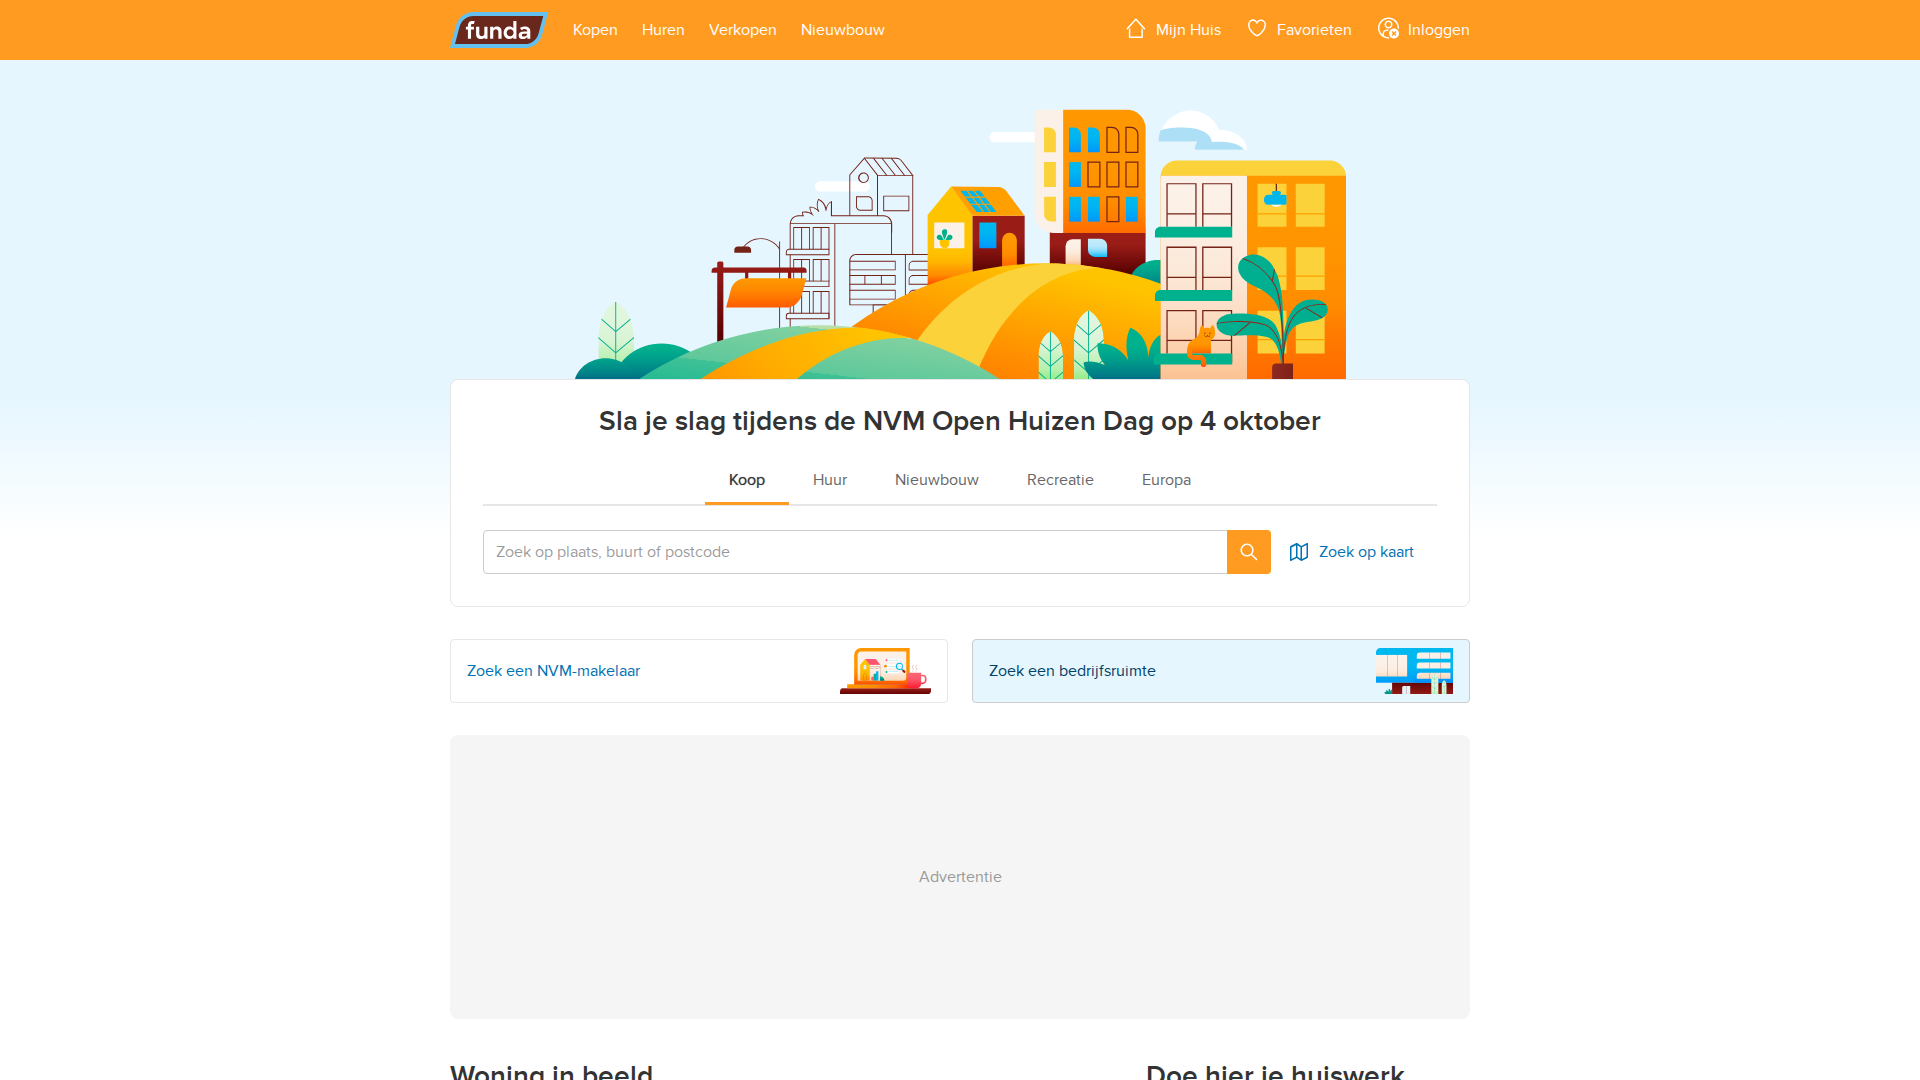 funda
Kopen
Huren
Verkopen
Nieuwbouw
Mijn Huis
Favorieten
Inloggen
Sla je slag tijdens de NVM Open Huizen Dag op 4 oktober
Koop
Huur
Nieuwbouw
Recreatie
Europa
Zoek op plaats, buurt of postcode
Zoek op kaart
Zoek een NVM-makelaar
Zoek een bedrijfsruimte
Advertentie
Woning in beeld
Doe hier je huiswerk